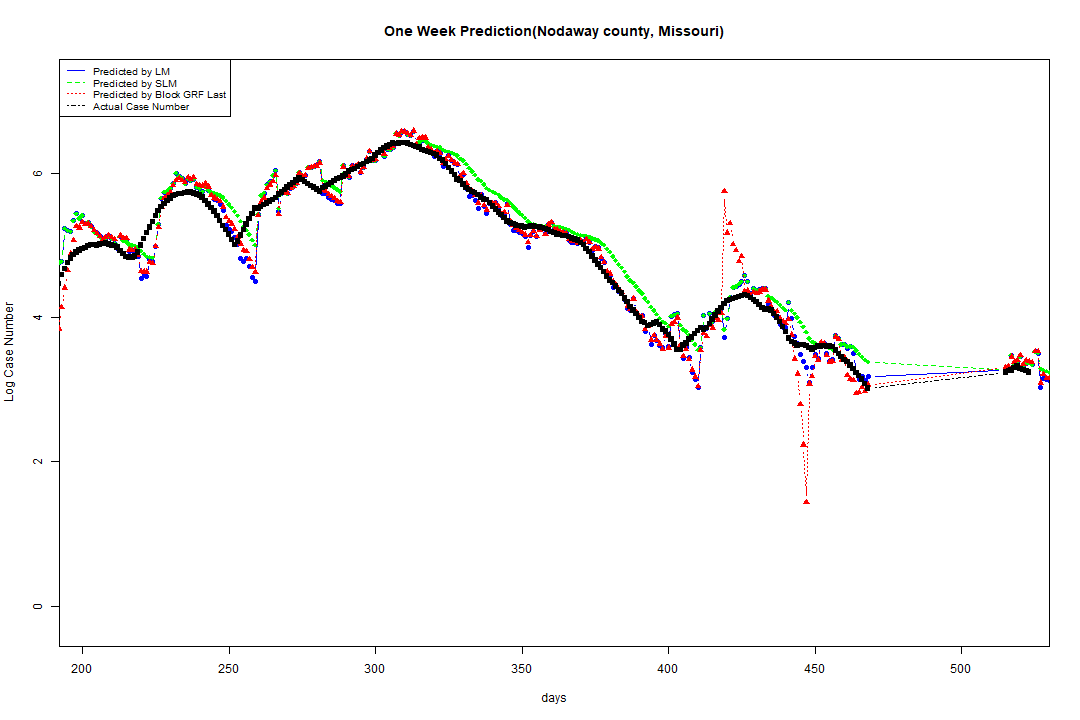 One Week Prediction(Nodaway county, Missouri)
Predicted by LM
Predicted by SLM
Predicted by Block GRF Last
Actual Case Number
Log Case Number
6
4
2
0
200 250 300 350 400 450 500
days